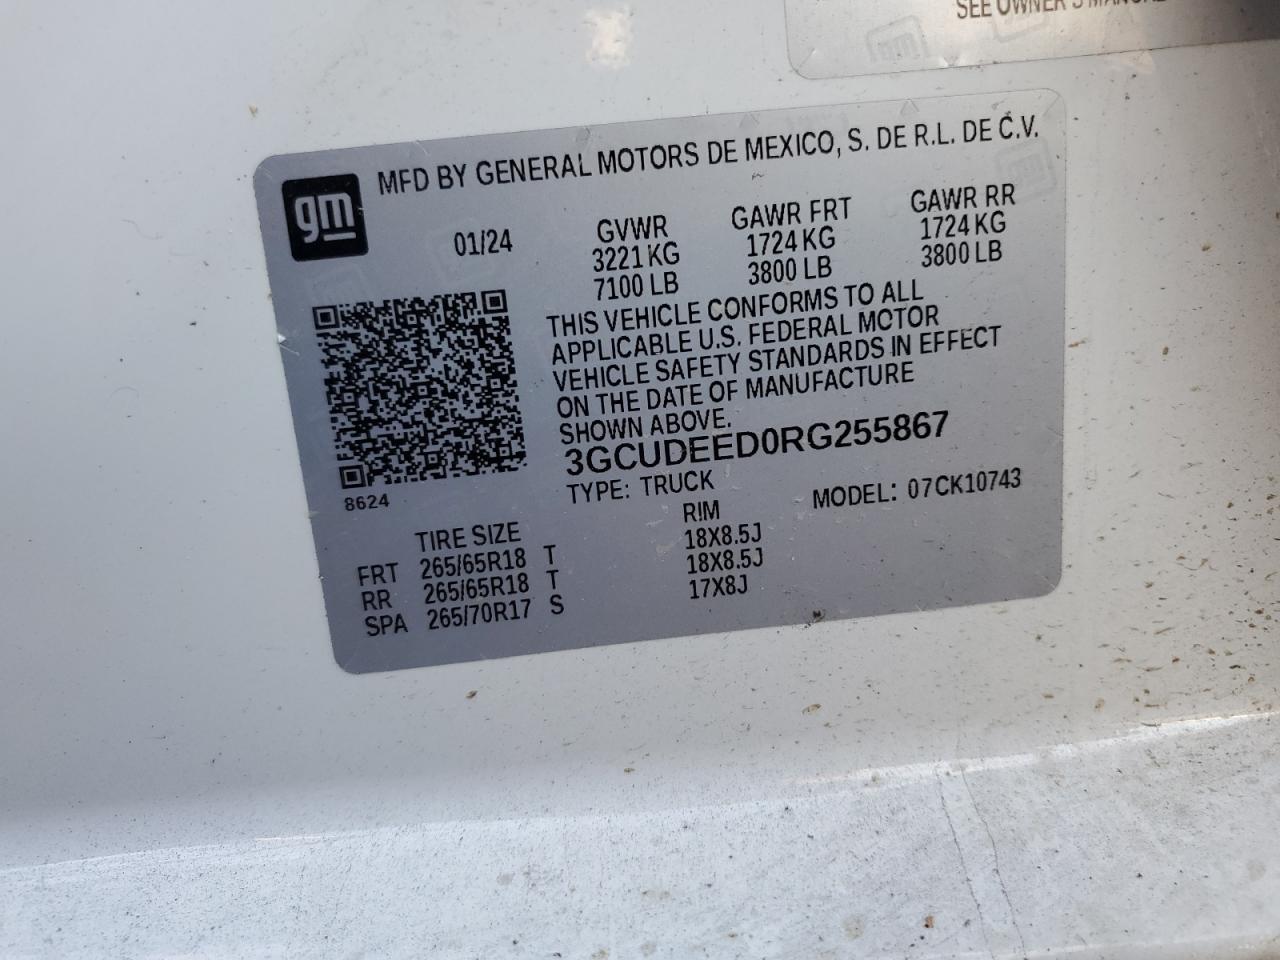 SEE OWNER'S MANUAL
gm
MFD BY GENERAL MOTORS DE MEXICO, S. DE R.L. DE C.V.
01/24
GVWR GAWR FRT GAWR RR
3221 KG 1724 KG 1724 KG
7100 LB 3800 LB 3800 LB
THIS VEHICLE CONFORMS TO ALL
APPLICABLE U.S. FEDERAL MOTOR
VEHICLE SAFETY STANDARDS IN EFFECT
ON THE DATE OF MANUFACTURE
SHOWN ABOVE.
3GCUDEED0RG255867
8624
TYPE: TRUCK MODEL: 07CK10743
TIRE SIZE RIM
FRT 265/65R18 T 18X8.5J
RR 265/65R18 T 18X8.5J
SPA 265/70R17 S 17X8J